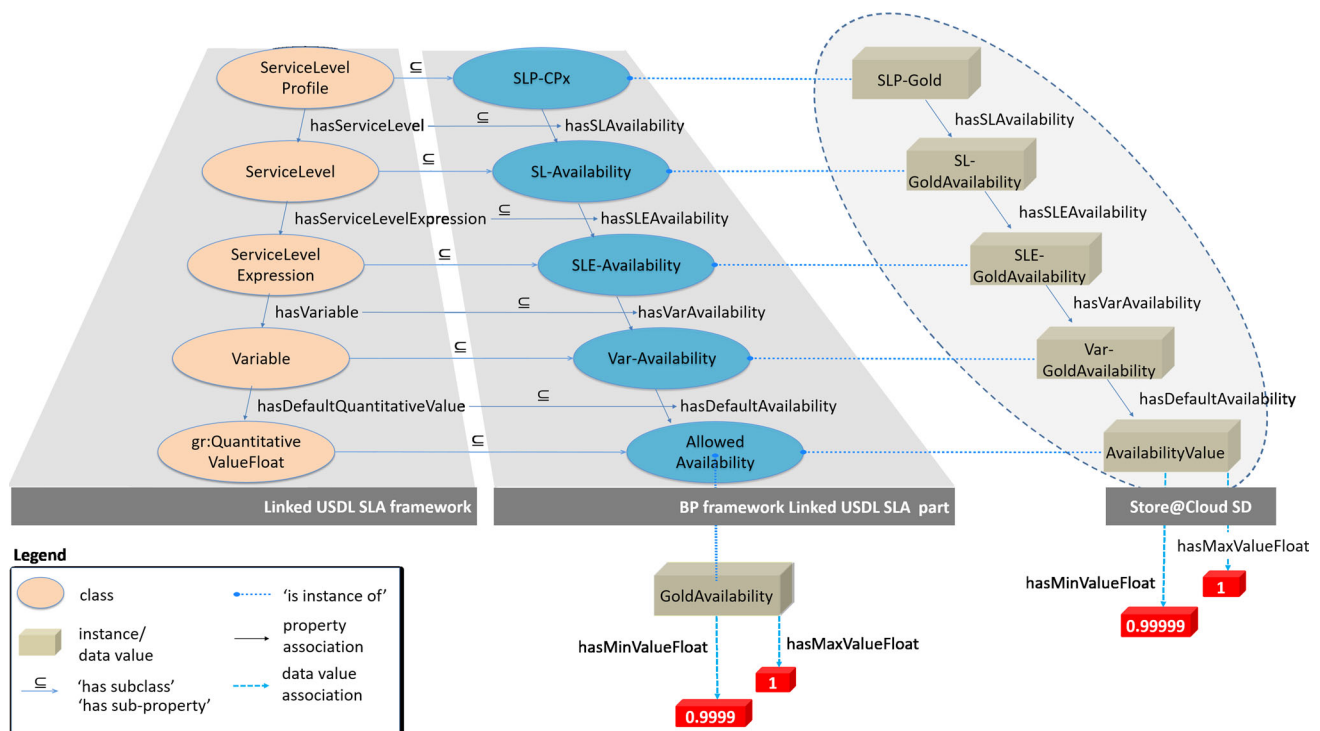 ServiceLevel
Profile
⊆
SLP-CPx
SLP-Gold
hasServiceLevel
⊆
hasSLAvailability
hasSLAvailability
ServiceLevel
⊆
SL-Availability
SL-
GoldAvailability
hasServiceLevelExpression
⊆
hasSLEAvailability
hasSLEAvailability
ServiceLevel
Expression
⊆
SLE-Availability
SLE-
GoldAvailability
hasVariable
⊆
hasVarAvailability
hasVarAvailability
Variable
⊆
Var-Availability
Var-
GoldAvailability
hasDefaultQuantitativeValue
⊆
hasDefaultAvailability
hasDefaultAvailability
gr:Quantitative
ValueFloat
⊆
Allowed
Availability
AvailabilityValue
Linked USDL SLA framework
BP framework Linked USDL SLA part
Store@Cloud SD
hasMinValueFloat
hasMaxValueFloat
1
0.99999
GoldAvailability
hasMinValueFloat
hasMaxValueFloat
1
0.9999
Legend
class
'is instance of'
instance/
data value
property
association
⊆
'has subclass'
'has sub-property'
data value
association